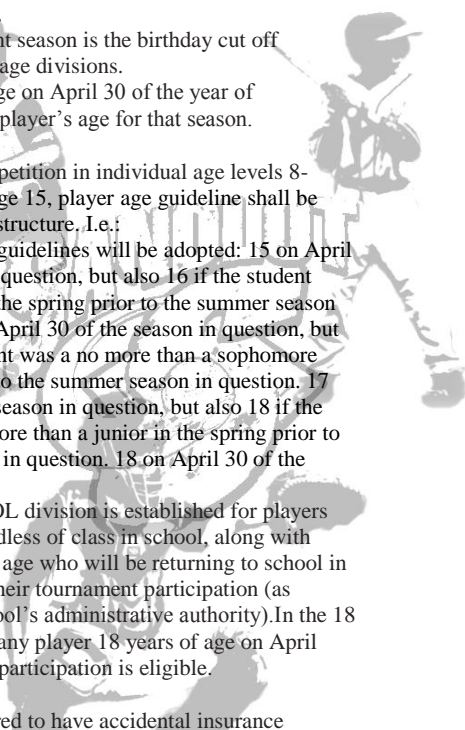 nt season is the birthday cut off
age divisions.
ge on April 30 of the year of
player’s age for that season.
petition in individual age levels 8-
ge 15, player age guideline shall be
structure. I.e.:
guidelines will be adopted: 15 on April
question, but also 16 if the student
the spring prior to the summer season
April 30 of the season in question, but
nt was a no more than a sophomore
o the summer season in question. 17
season in question, but also 18 if the
ore than a junior in the spring prior to
in question. 18 on April 30 of the
OL division is established for players
dless of class in school, along with
age who will be returning to school in
heir tournament participation (as
ool’s administrative authority).In the 18
any player 18 years of age on April
participation is eligible.
red to have accidental insurance